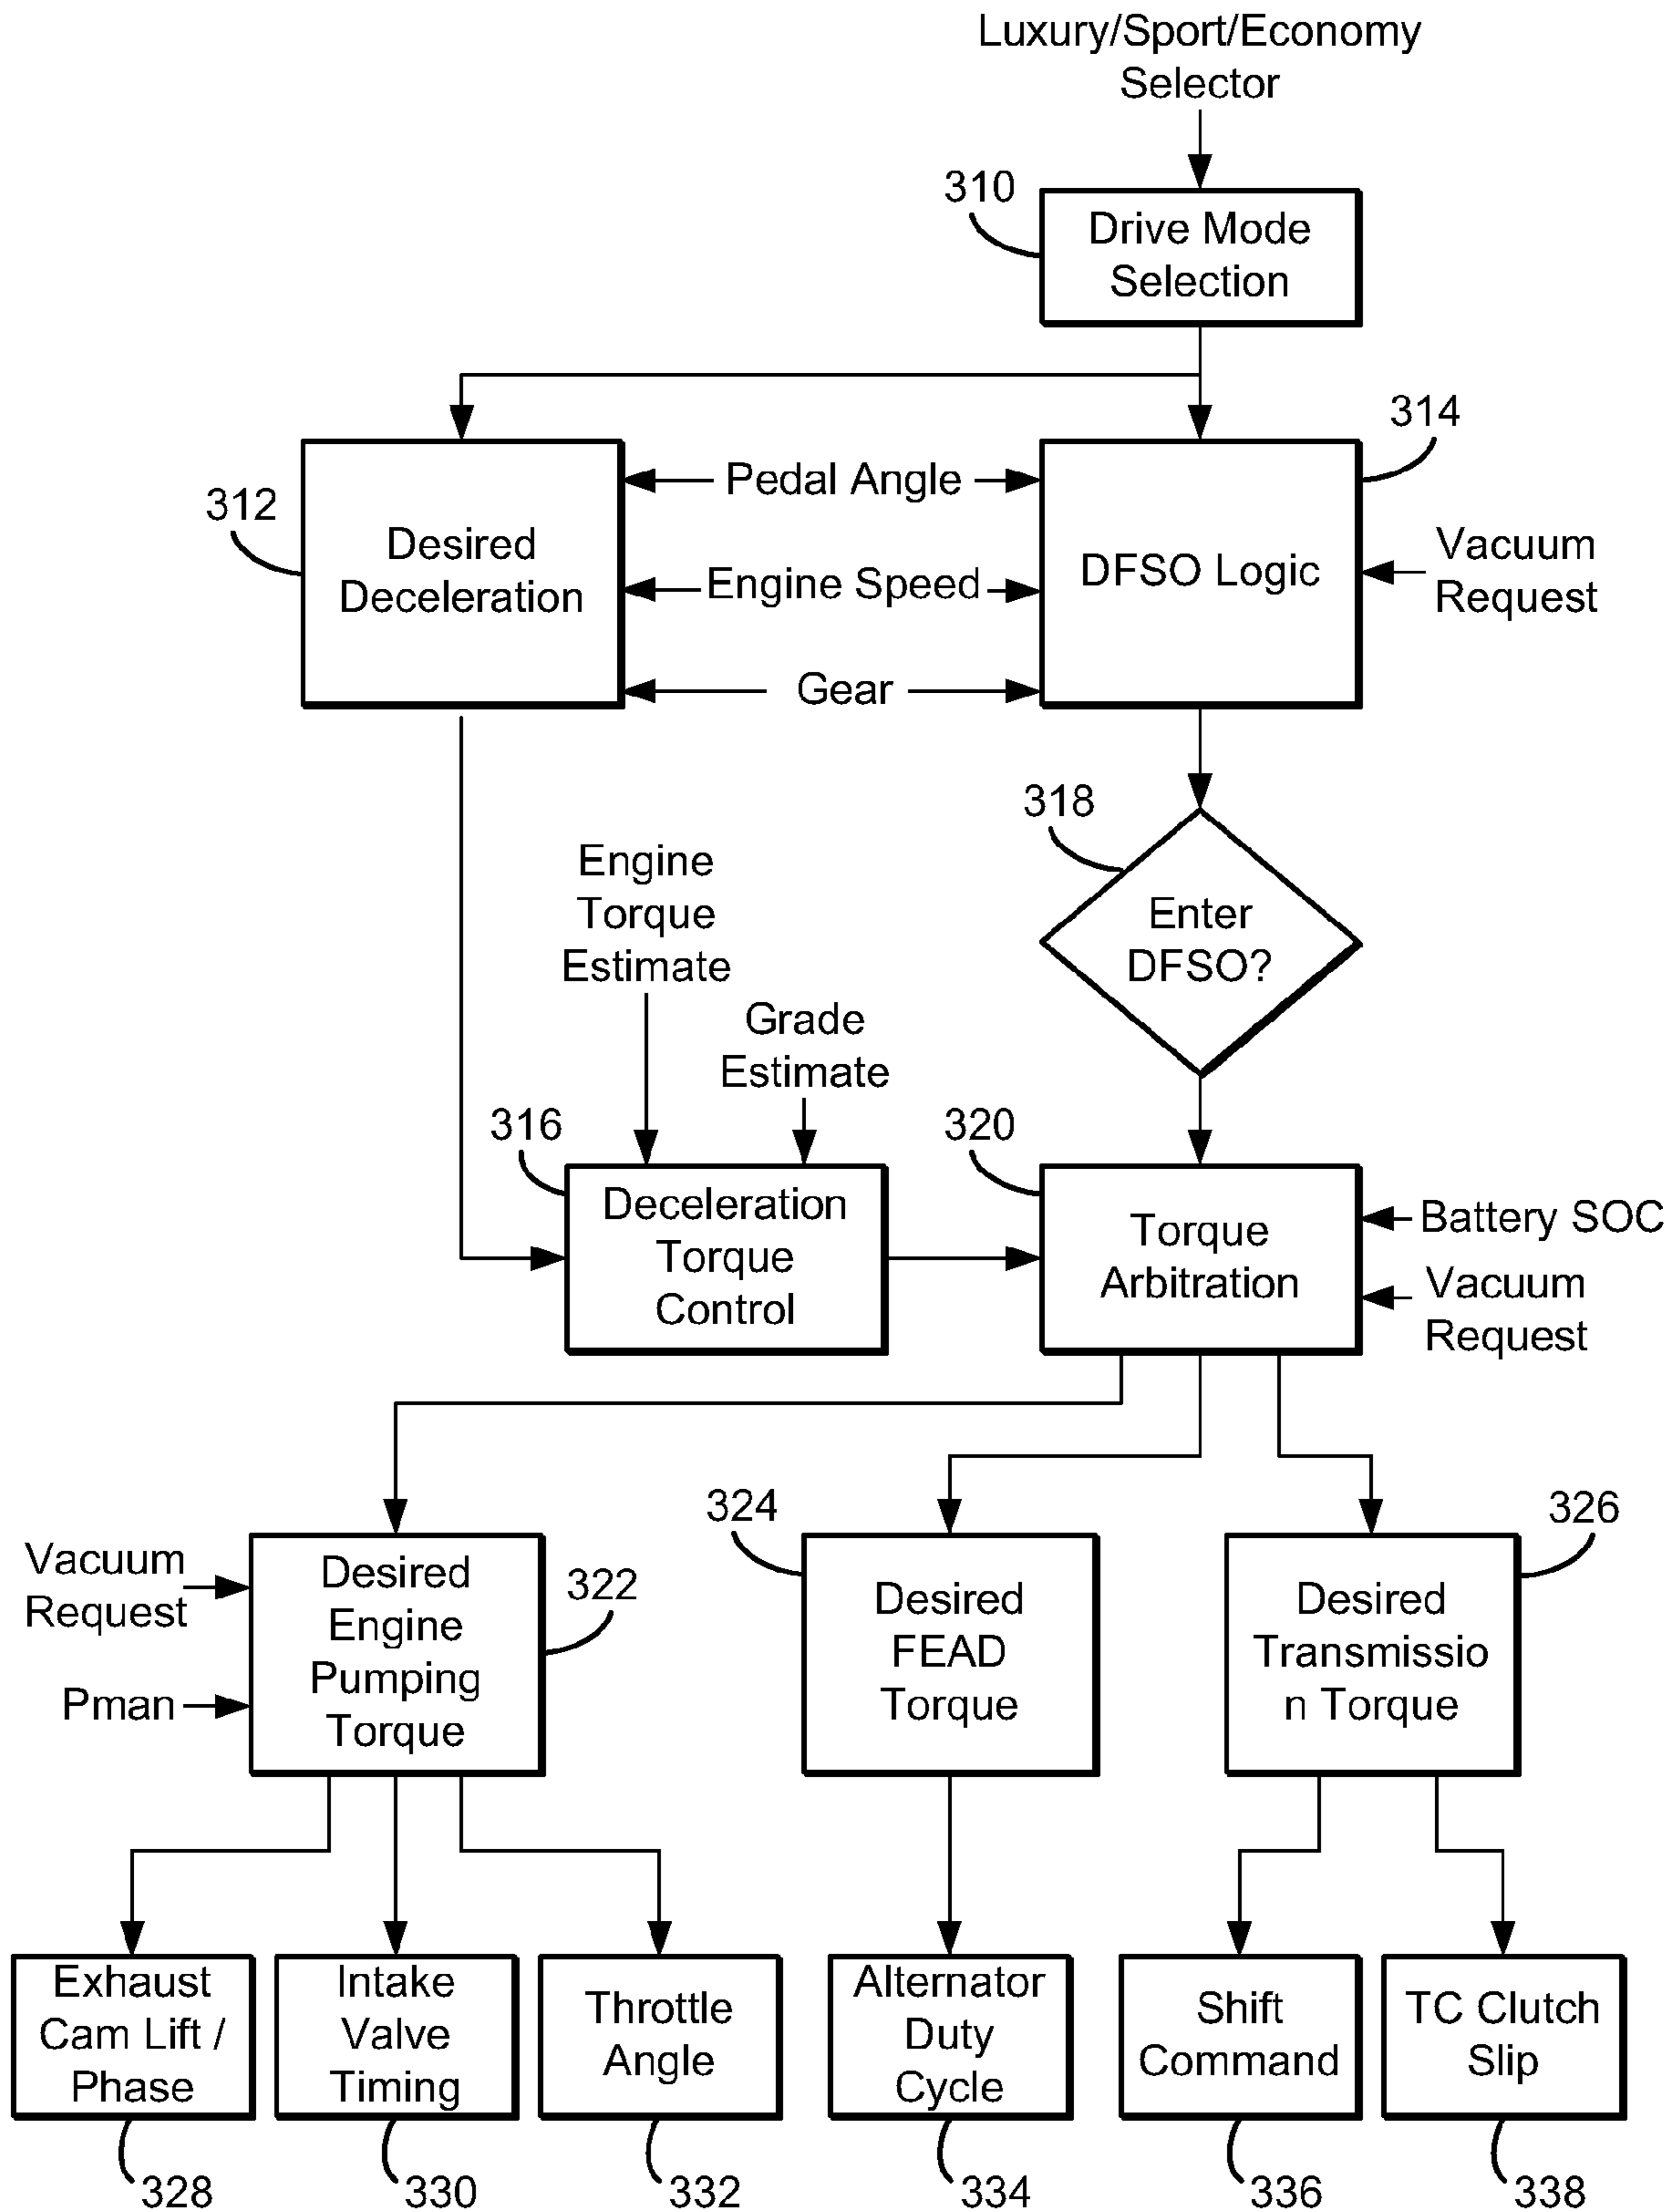 Luxury/Sport/Economy
Selector
310
Drive Mode
Selection
314
312
Desired
Deceleration
Pedal Angle
Engine Speed
Gear
DFSO Logic
Vacuum
Request
318
Enter
DFSO?
Engine
Torque
Estimate
Grade
Estimate
316
Deceleration
Torque
Control
320
Torque
Arbitration
Battery SOC
Vacuum
Request
Vacuum
Request
Pman
Desired
Engine
Pumping
Torque
322
324
Desired
FEAD
Torque
326
Desired
Transmissio
n Torque
Exhaust
Cam Lift /
Phase
Intake
Valve
Timing
Throttle
Angle
Alternator
Duty
Cycle
Shift
Command
TC Clutch
Slip
328
330
332
334
336
338